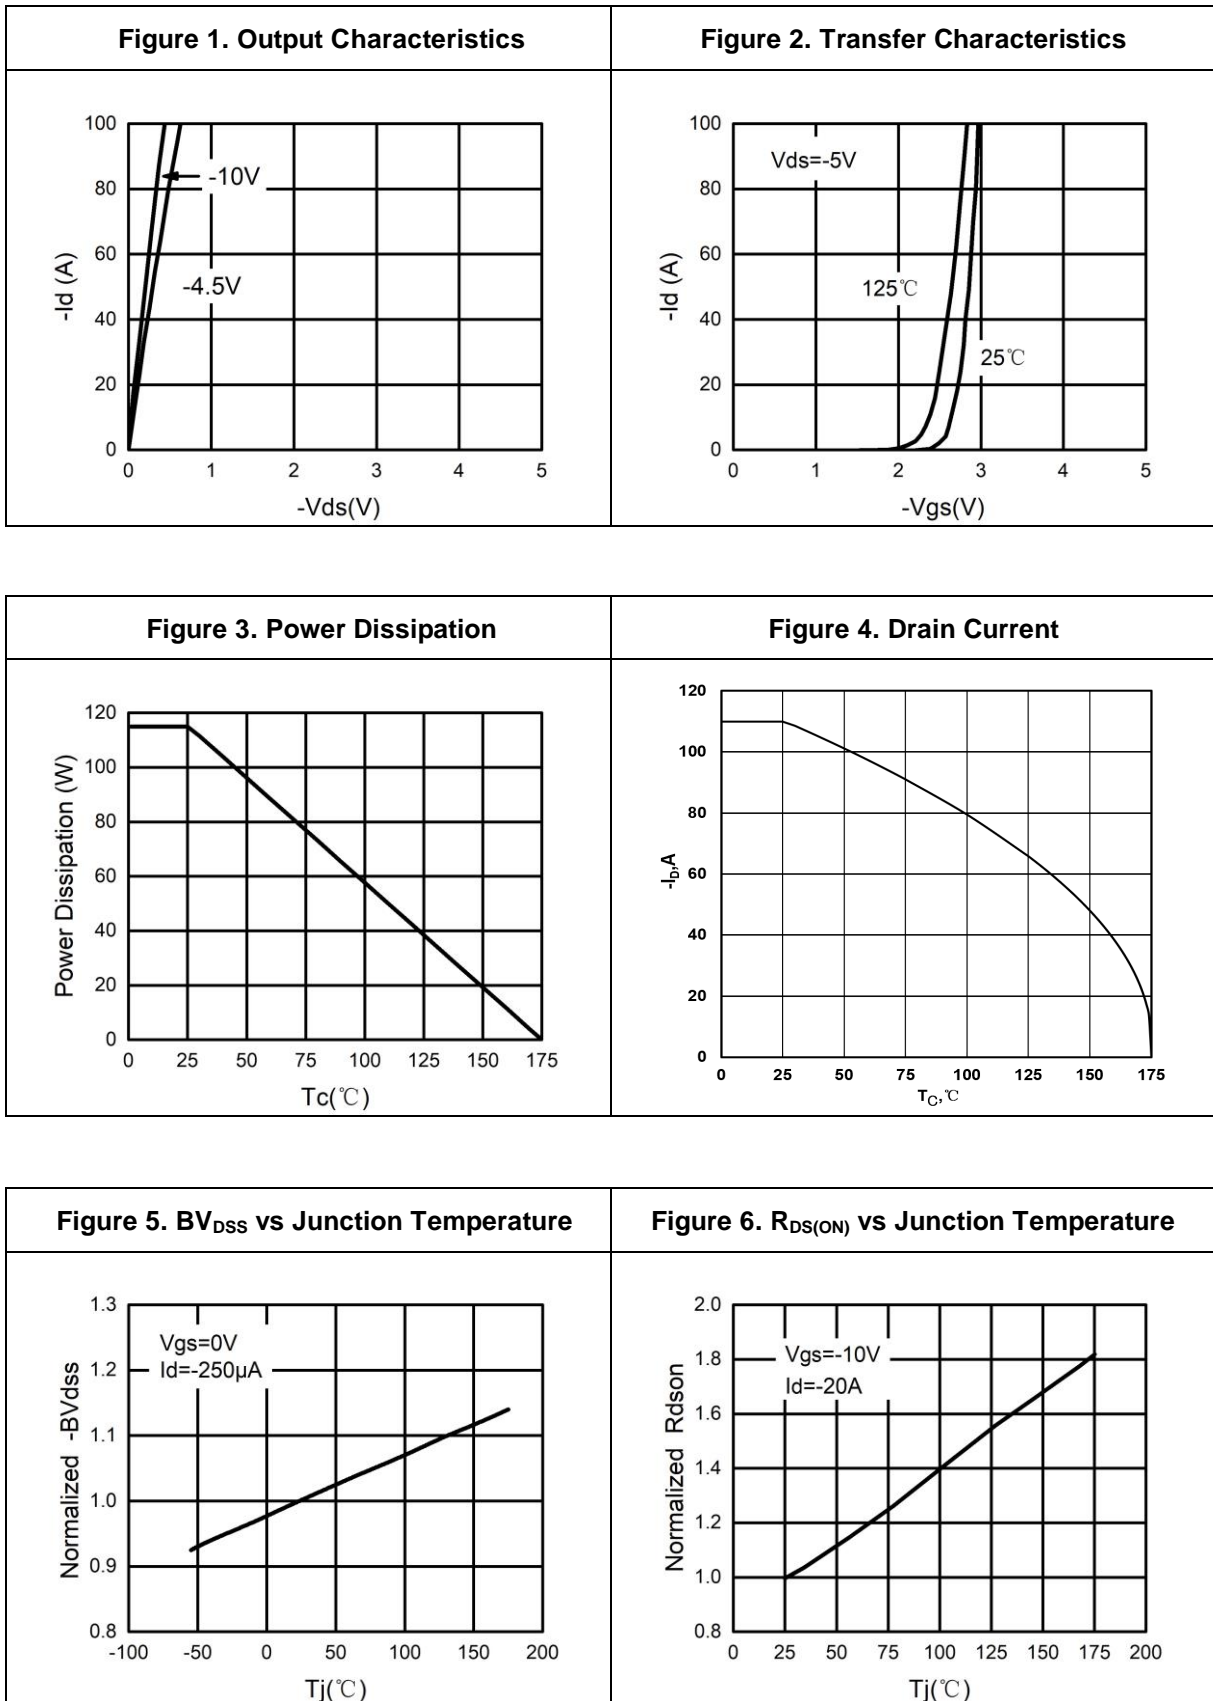 Figure 1. Output Characteristics
Figure 2. Transfer Characteristics
100
80
60
40
20
0
-Id (A)
-10V
-4.5V
0 1 2 3 4 5
-Vds(V)
100
80
60
40
20
0
-Id (A)
Vds=-5V
125℃
25℃
0 1 2 3 4 5
-Vgs(V)
Figure 3. Power Dissipation
Figure 4. Drain Current
120
100
80
60
40
20
0
Power Dissipation (W)
0 25 50 75 100 125 150 175
Tc(℃)
120
100
80
60
40
20
0
-ID,A
0 25 50 75 100 125 150 175
TC,℃
Figure 5. BVDSS vs Junction Temperature
Figure 6. RDS(ON) vs Junction Temperature
1.3
1.2
1.1
1.0
0.9
0.8
Normalized -BVdss
Vgs=0V
Id=-250μA
-100 -50 0 50 100 150 200
Tj(℃)
2.0
1.8
1.6
1.4
1.2
1.0
0.8
Normalized Rdson
Vgs=-10V
Id=-20A
0 25 50 75 100 125 150 175 200
Tj(℃)